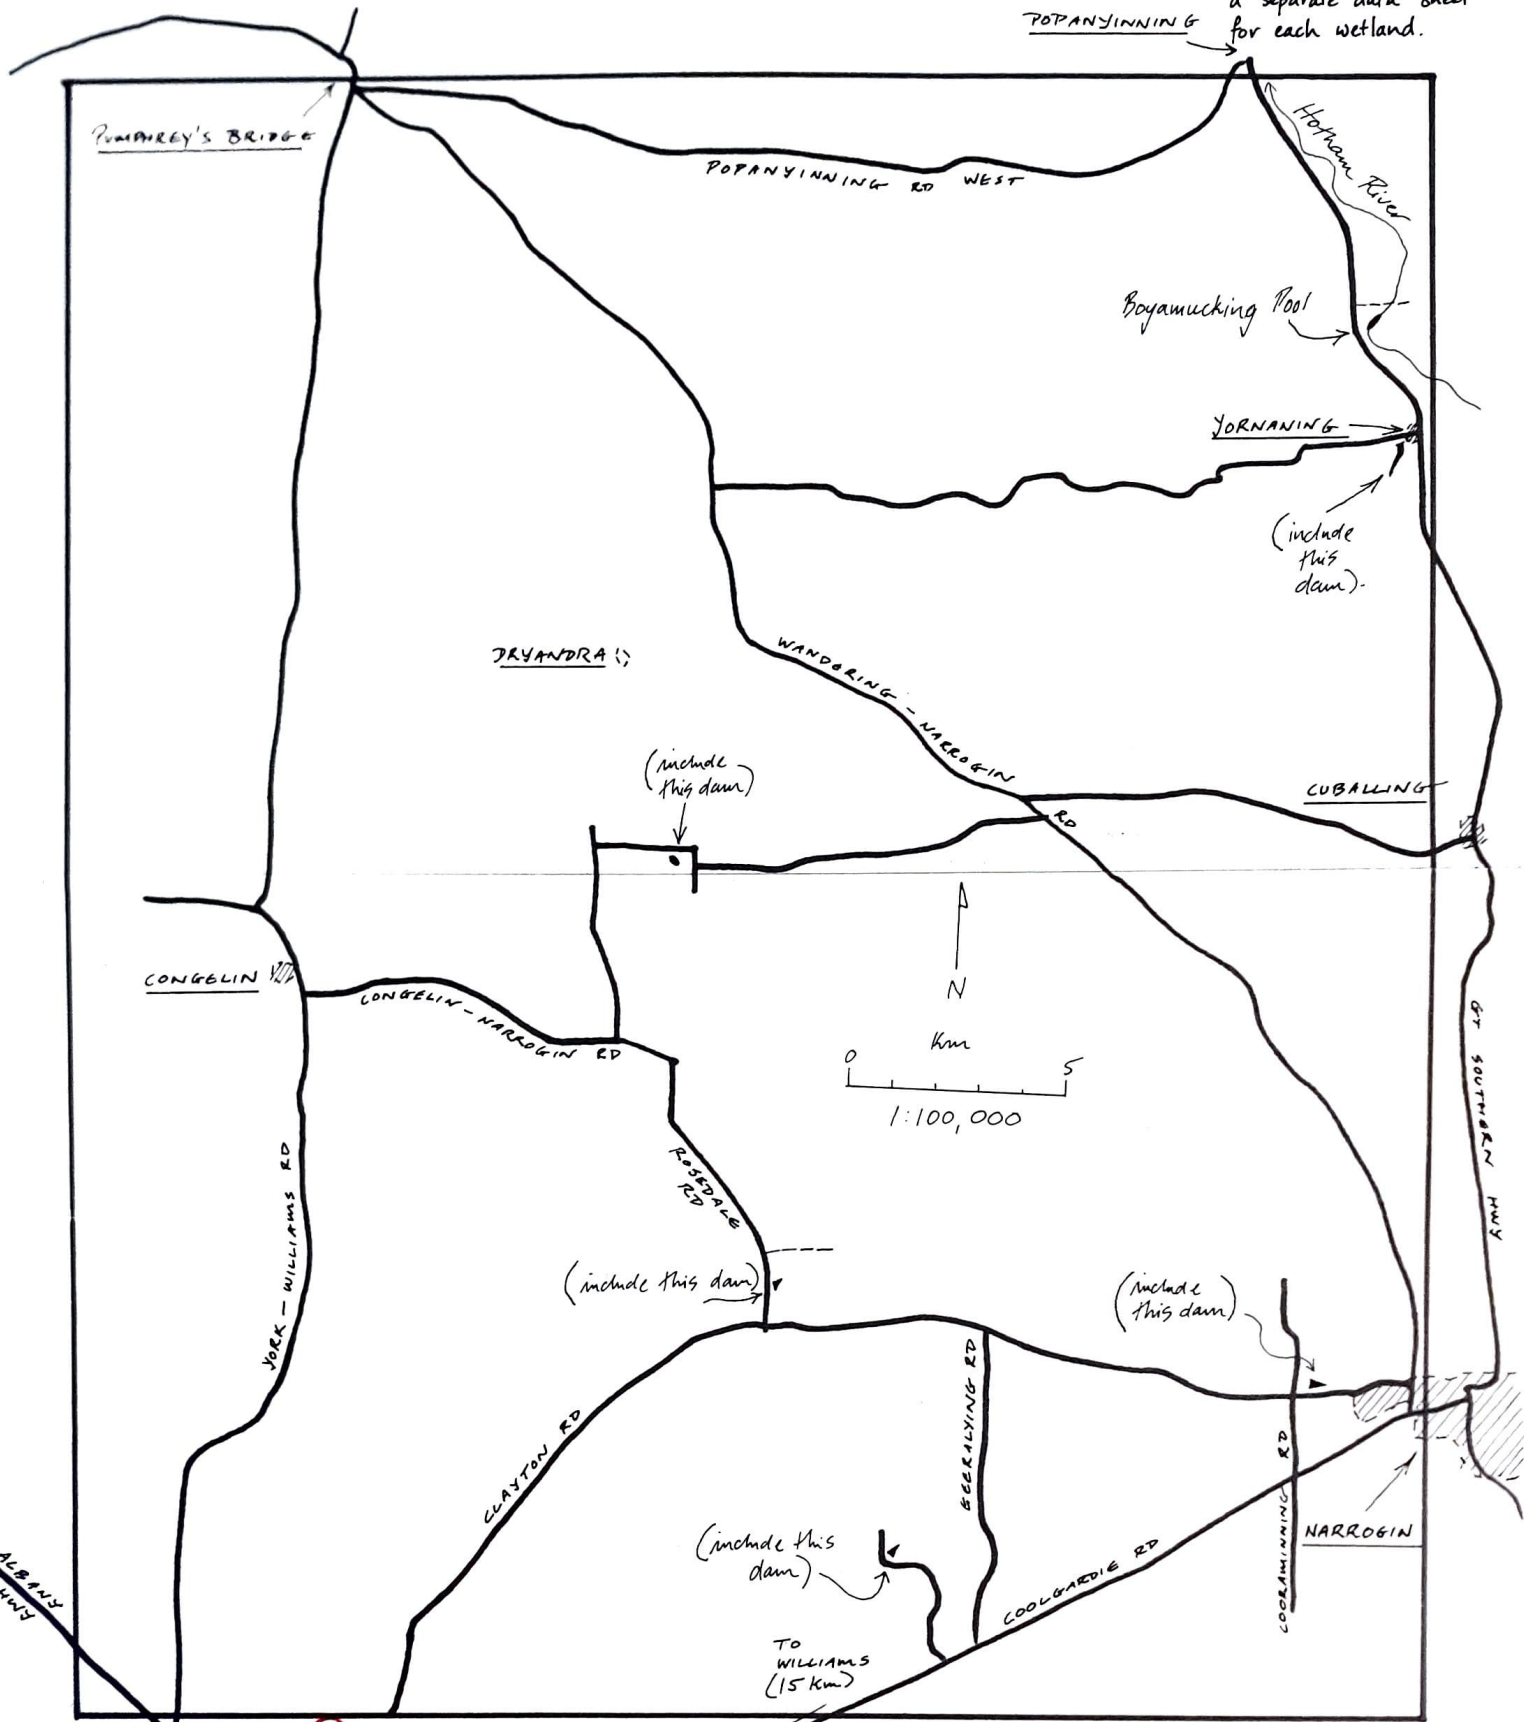 a separate data sheet
for each wetland.
POPANYINNING
PUMPHREY'S BRIDGE
POPANYINNING RD WEST
Hotham River
Boyamucking Pool
YORNANING
(include
this
dam).
DRYANDRA
WANDORING - NARROGIN
RD
(include
this dam)
CUBALLING
CONGELIN
CONGELIN - NARROGIN RD
N
Km
0 5
1:100,000
GT SOUTHORN HWY
ROSEDALE
RD
YORK - WILLIAMS RD
(include this dam)
(include
this dam)
CLAYTON RD
GEERALYING RD
COORAMINNING RD
NARROGIN
(include this
dam)
COOLGARDIE RD
ALBANY
HWY
TO
WILLIAMS
(15 Km)